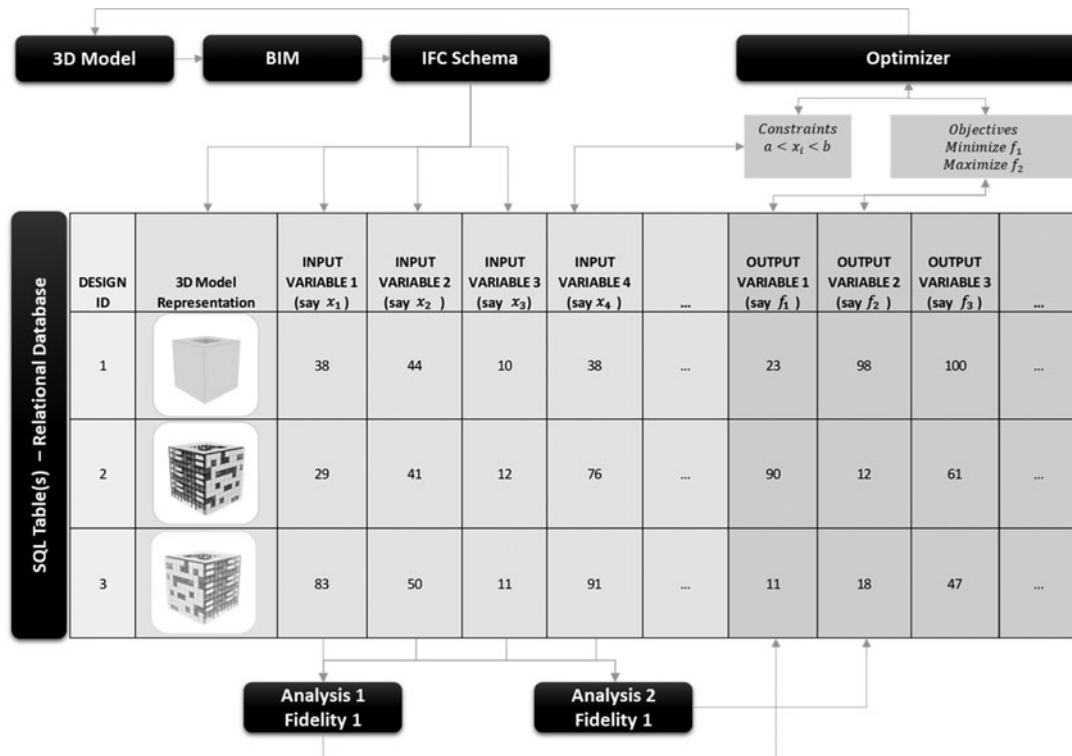 3D Model
BIM
IFC Schema
Optimizer
Constraints
a < x_i < b
Objectives
Minimize f_1
Maximize f_2
SQL Table(s) – Relational Database
DESIGN
ID
3D Model
Representation
INPUT
VARIABLE 1
(say x_1)
INPUT
VARIABLE 2
(say x_2 )
INPUT
VARIABLE 3
(say x_3)
INPUT
VARIABLE 4
(say x_4)
...
OUTPUT
VARIABLE 1
(say f_1)
OUTPUT
VARIABLE 2
(say f_2)
OUTPUT
VARIABLE 3
(say f_3)
...
1 38 44 10 38 ... 23 98 100 ...
2 29 41 12 76 ... 90 12 61 ...
3 83 50 11 91 ... 11 18 47 ...
Analysis 1
Fidelity 1
Analysis 2
Fidelity 1